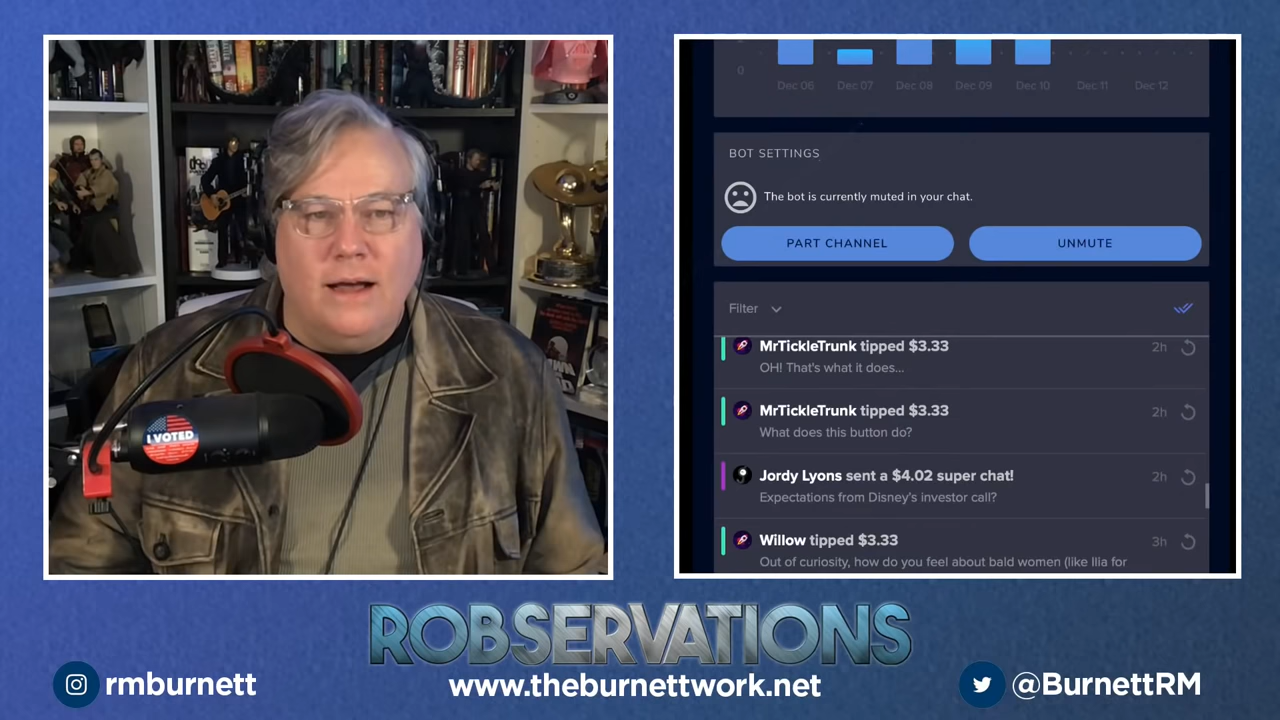 I VOTED
0
Dec 06 Dec 07 Dec 08 Dec 09 Dec 10 Dec 11 Dec 12
BOT SETTINGS
The bot is currently muted in your chat.
PART CHANNEL UNMUTE
Filter
MrTickleTrunk tipped $3.33 2h
OH! That's what it does...
MrTickleTrunk tipped $3.33 2h
What does this button do?
Jordy Lyons sent a $4.02 super chat! 2h
Expectations from Disney's investor call?
Willow tipped $3.33 3h
Out of curiosity, how do you feel about bald women (like Ilia for
ROBSERVATIONS
rmburnett
www.theburnettwork.net
@BurnettRM